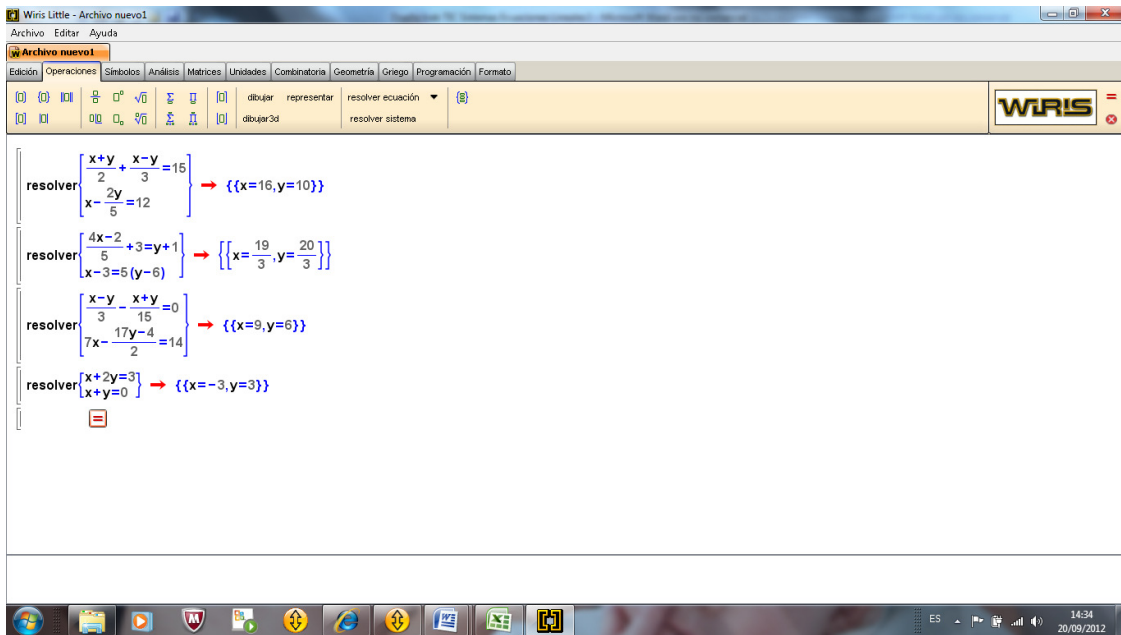 Wiris Little - Archivo nuevo1
Archivo Editar Ayuda
Archivo nuevo1
Edición Operaciones Símbolos Análisis Matrices Unidades Combinatoria Geometría Griego Programación Formato
dibujar representar resolver ecuación
dibujar3d resolver sistema
WIRIS
resolver { (x+y)/2 + (x−y)/3 = 15
x − 2y/5 = 12 } → {{x=16,y=10}}
resolver { (4x−2)/5 + 3 = y+1
x−3=5(y−6) } → {{x=19/3,y=20/3}}
resolver { (x−y)/3 − (x+y)/15 = 0
7x − (17y−4)/2 = 14 } → {{x=9,y=6}}
resolver { x+2y=3
x+y=0 } → {{x=−3,y=3}}
=
ES 14:34
20/09/2012